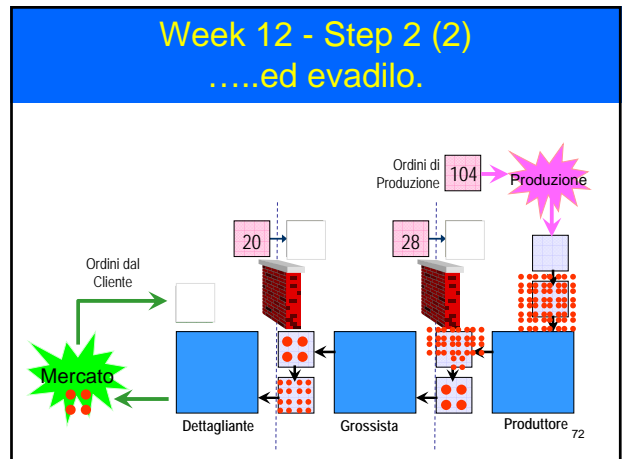 Week 12 - Step 2 (2)
…..ed evadilo.
Ordini di
Produzione
104
Produzione
20
28
Ordini dal
Cliente
Mercato
Dettagliante
Grossista
Produttore
72